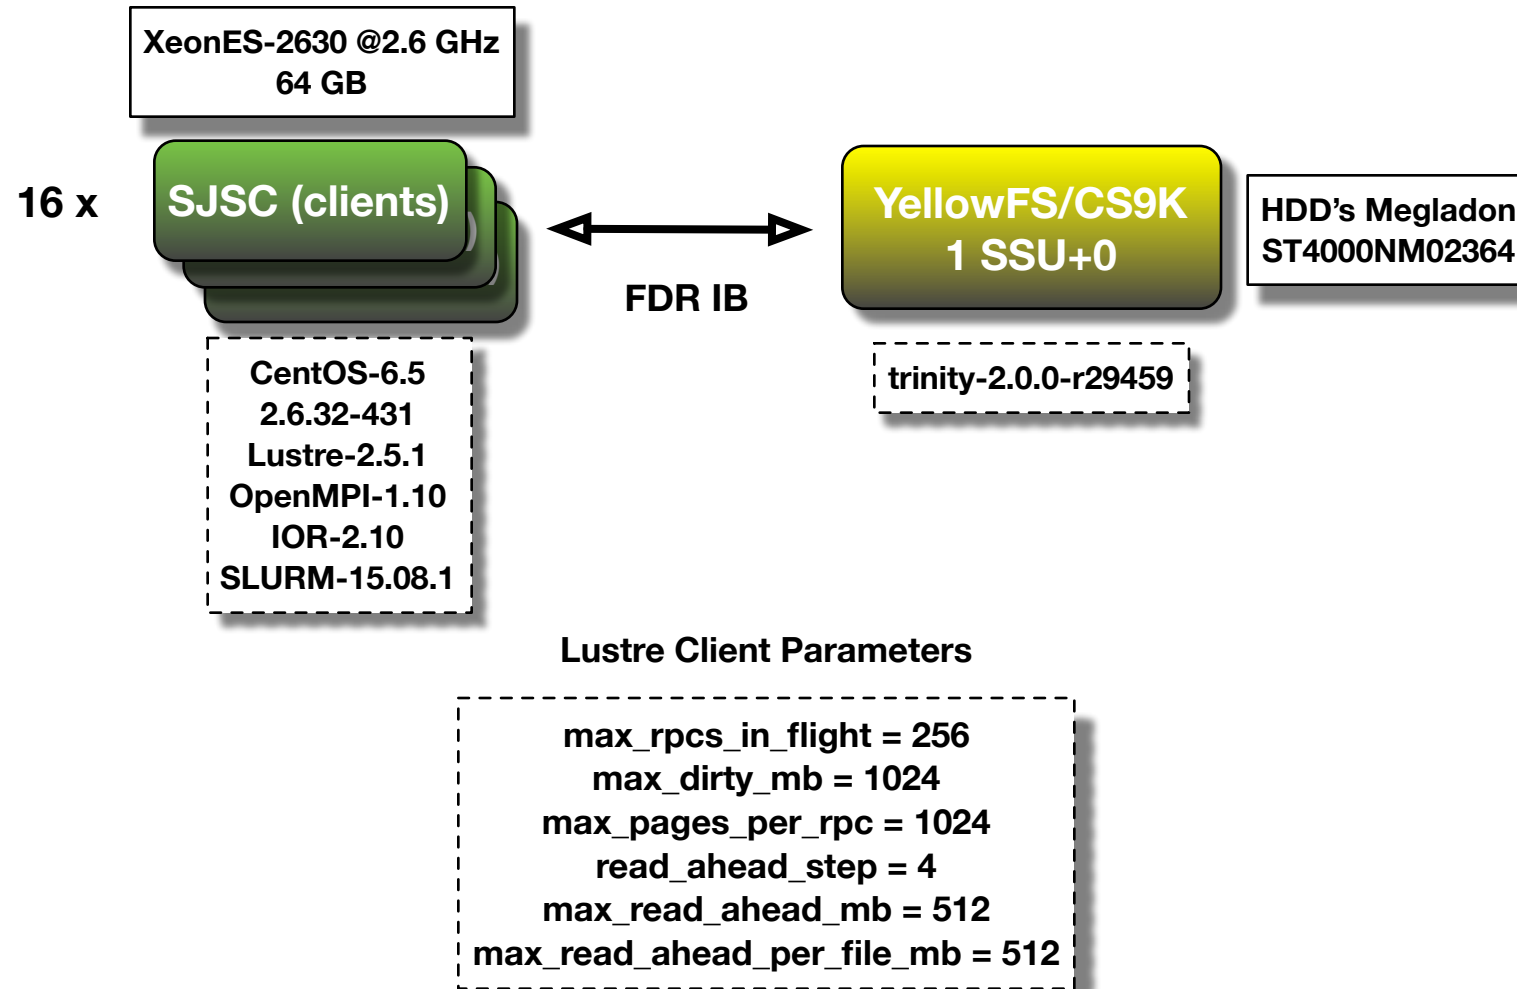 XeonES-2630 @2.6 GHz
64 GB
16 x
SJSC (clients)
YellowFS/CS9K
1 SSU+0
HDD's Megladon
ST4000NM02364
FDR IB
CentOS-6.5
2.6.32-431
Lustre-2.5.1
OpenMPI-1.10
IOR-2.10
SLURM-15.08.1
trinity-2.0.0-r29459
Lustre Client Parameters
max_rpcs_in_flight = 256
max_dirty_mb = 1024
max_pages_per_rpc = 1024
read_ahead_step = 4
max_read_ahead_mb = 512
max_read_ahead_per_file_mb = 512